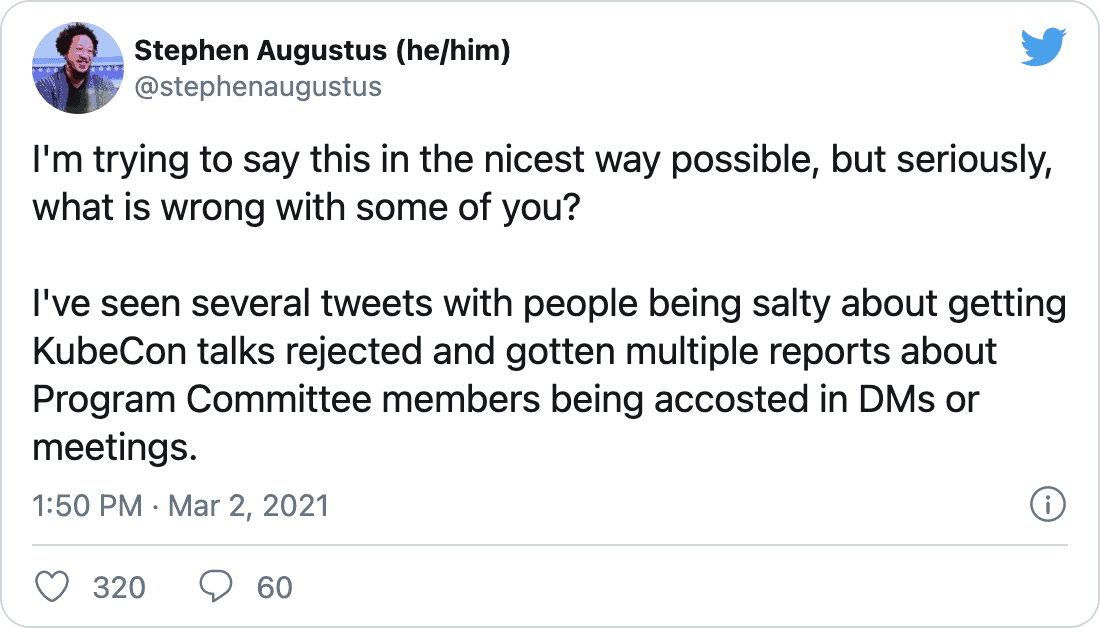 Stephen Augustus (he/him)
@stephenaugustus
I'm trying to say this in the nicest way possible, but seriously,
what is wrong with some of you?
I've seen several tweets with people being salty about getting
KubeCon talks rejected and gotten multiple reports about
Program Committee members being accosted in DMs or
meetings.
1:50 PM · Mar 2, 2021
320 60